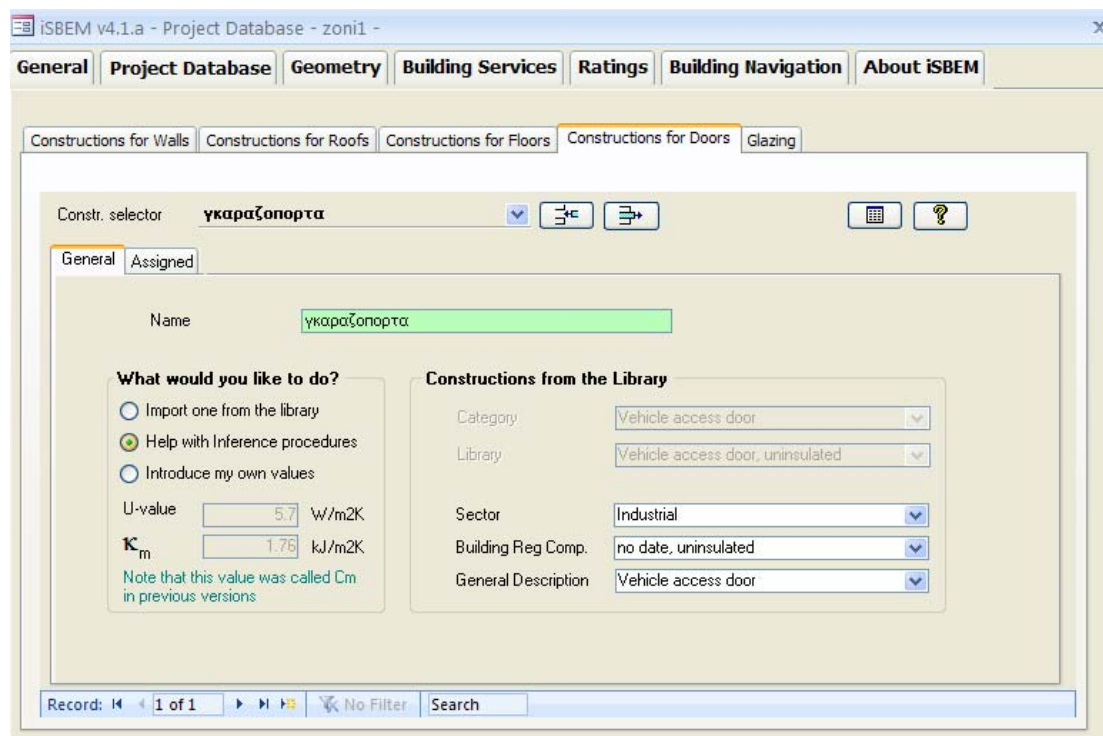 iSBEM v4.1.a - Project Database - zoni1 -
General Project Database Geometry Building Services Ratings Building Navigation About iSBEM
Constructions for Walls Constructions for Roofs Constructions for Floors Constructions for Doors Glazing
Constr. selector γκαραζοπορτα
General Assigned
Name γκαραζοπορτα
What would you like to do?
Import one from the library
Help with Inference procedures
Introduce my own values
U-value 5.7 W/m2K
κm 1.76 kJ/m2K
Note that this value was called Cm
in previous versions
Constructions from the Library
Category Vehicle access door
Library Vehicle access door, uninsulated
Sector Industrial
Building Reg Comp. no date, uninsulated
General Description Vehicle access door
Record: 1 of 1 No Filter Search